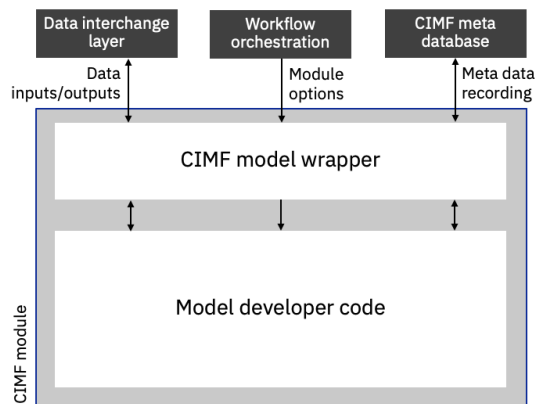 Data interchange
layer
Workflow
orchestration
CIMF meta
database
Data
inputs/outputs
Module
options
Meta data
recording
CIMF model wrapper
Model developer code
CIMF module